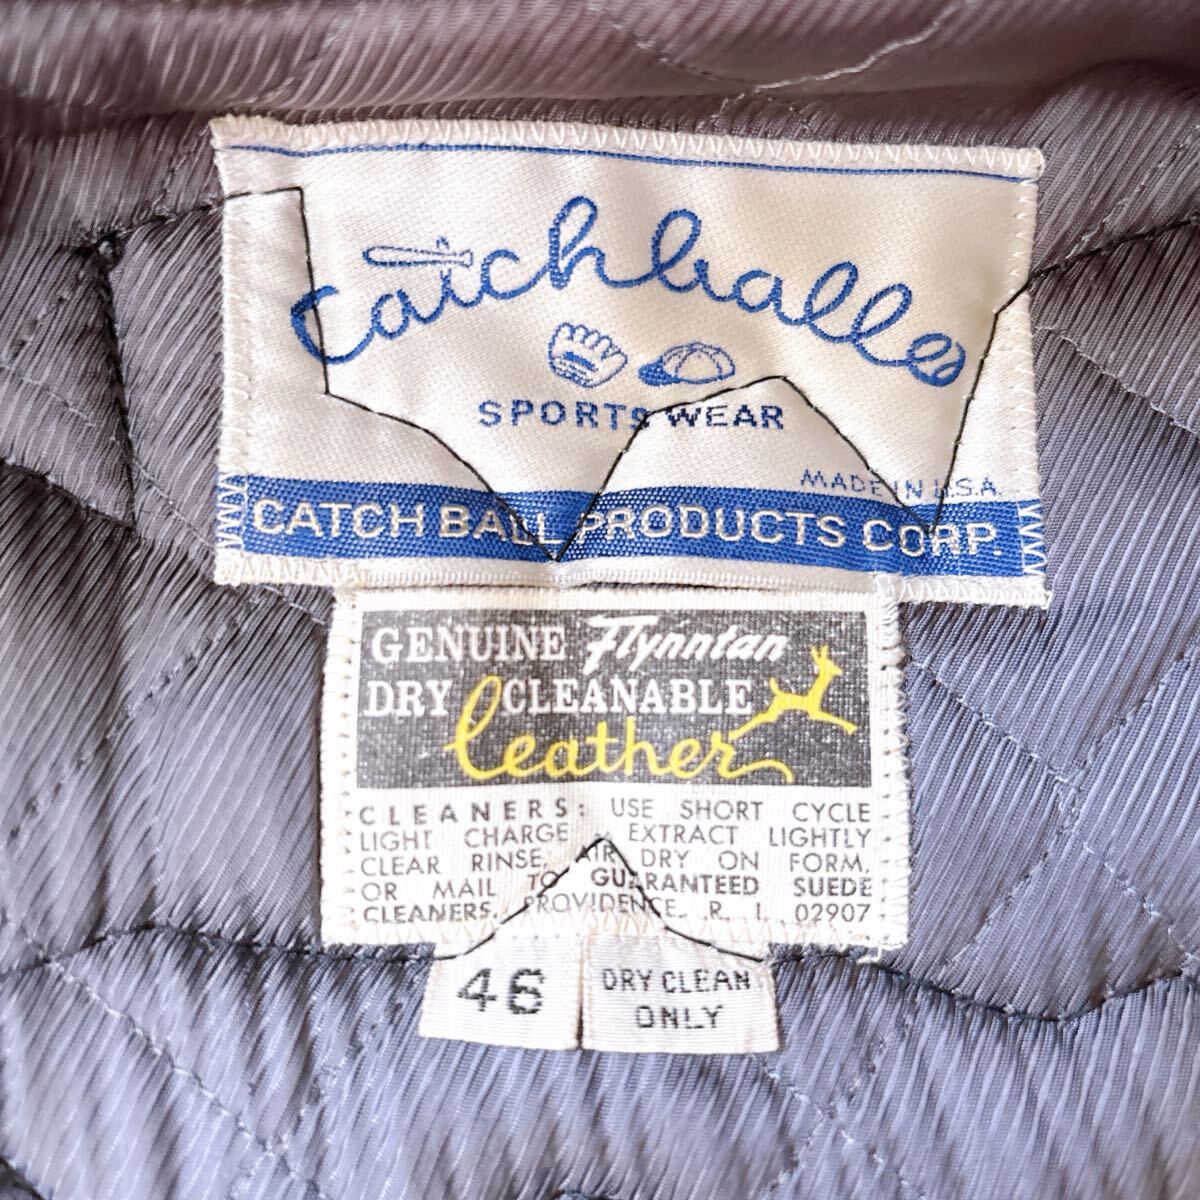 Catchball
SPORTS WEAR
MADE IN U.S.A.
CATCH BALL PRODUCTS CORP.
GENUINE Flynntan
DRY CLEANABLE
leather
CLEANERS: USE SHORT CYCLE
LIGHT CHARGE, EXTRACT LIGHTLY
CLEAR RINSE, AIR DRY ON FORM,
OR MAIL TO GUARANTEED SUEDE
CLEANERS, PROVIDENCE, R. I. 02907
46
DRY CLEAN
ONLY